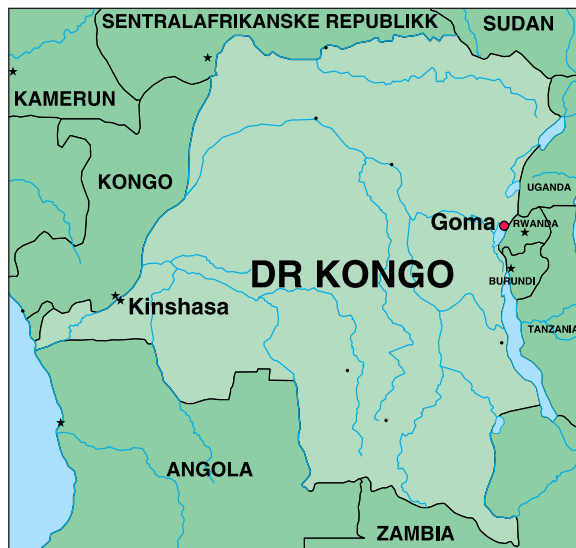 SENTRALAFRIKANSKE REPUBLIKK
SUDAN
KAMERUN
KONGO
UGANDA
Goma
RWANDA
DR KONGO
BURUNDI
Kinshasa
TANZANIA
ANGOLA
ZAMBIA